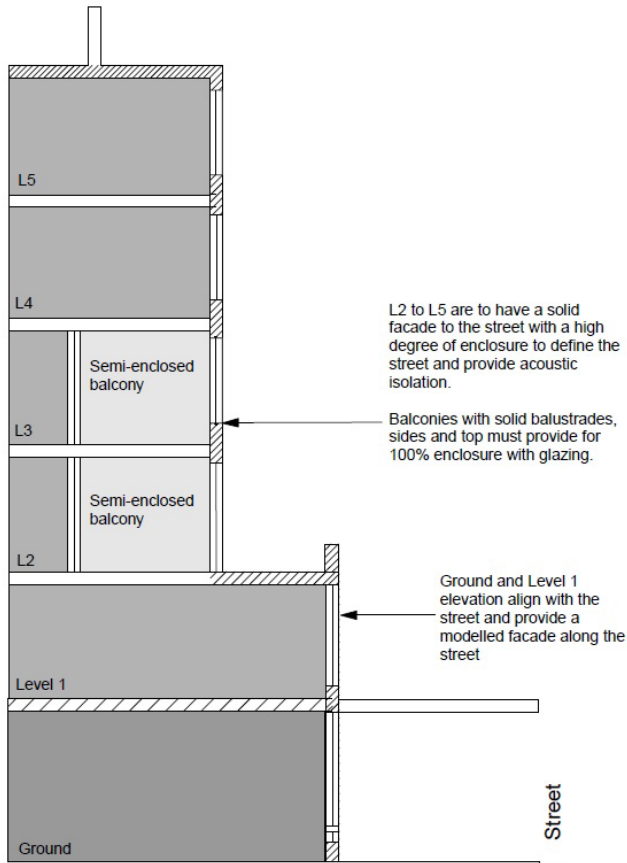 L5
L4
L2 to L5 are to have a solid
facade to the street with a high
degree of enclosure to define the
street and provide acoustic
isolation.
Semi-enclosed
balcony
L3
Balconies with solid balustrades,
sides and top must provide for
100% enclosure with glazing.
Semi-enclosed
balcony
L2
Ground and Level 1
elevation align with the
street and provide a
modelled facade along the
street
Level 1
Street
Ground